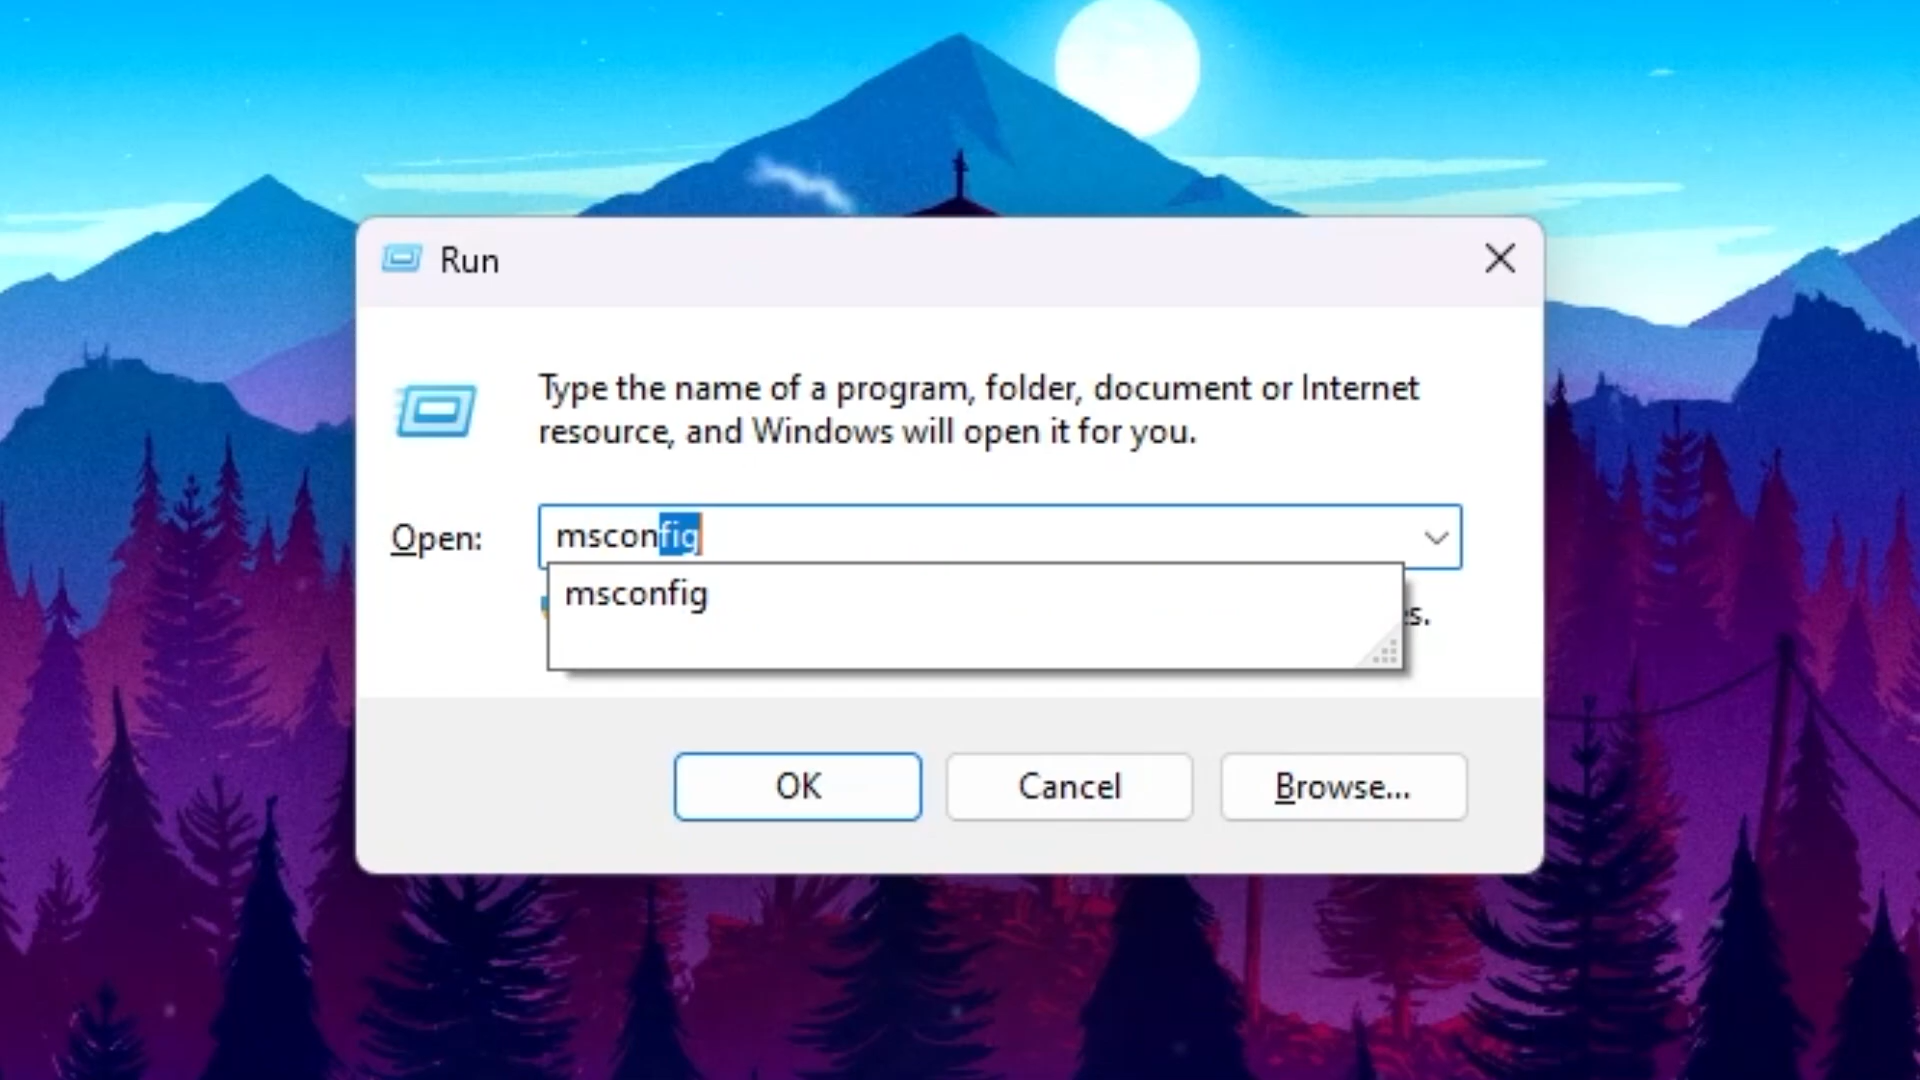 Run
Type the name of a program, folder, document or Internet
resource, and Windows will open it for you.
Open:
msconfig
msconfig
s.
OK
Cancel
Browse...